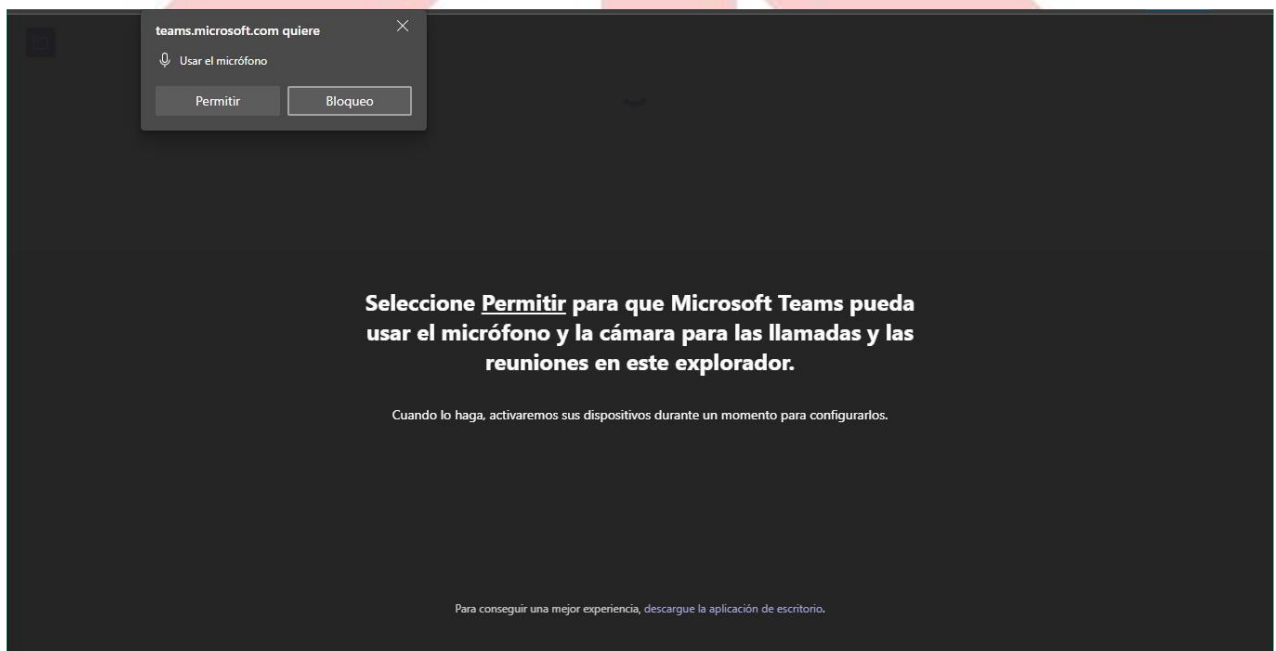 teams.microsoft.com quiere
Usar el micrófono
Permitir
Bloqueo
Seleccione Permitir para que Microsoft Teams pueda
usar el micrófono y la cámara para las llamadas y las
reuniones en este explorador.
Cuando lo haga, activaremos sus dispositivos durante un momento para configurarlos.
Para conseguir una mejor experiencia, descargue la aplicación de escritorio.